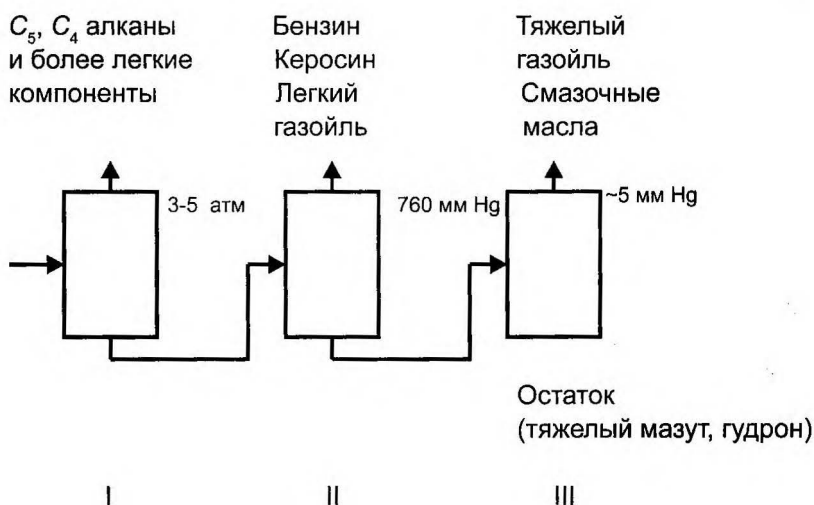 C₅, C₄ алканы
и более легкие
компоненты
Бензин
Керосин
Легкий
газойль
Тяжелый
газойль
Смазочные
масла
3-5 атм
760 мм Hg
~5 мм Hg
Остаток
(тяжелый мазут, гудрон)
I
II
III